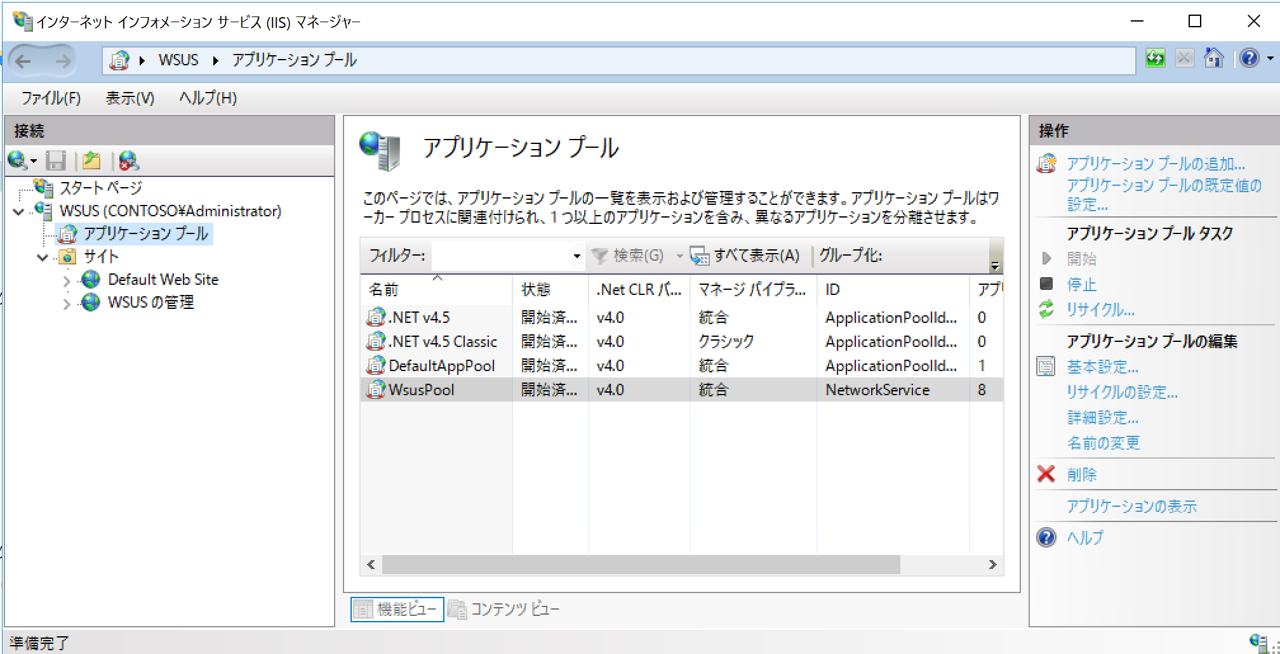 インターネット インフォメーション サービス (IIS) マネージャー
WSUS
アプリケーション プール
ファイル(F) 表示(V) ヘルプ(H)
接続
スタート ページ
WSUS (CONTOSO¥Administrator)
アプリケーション プール
サイト
Default Web Site
WSUS の管理
アプリケーション プール
このページでは、アプリケーション プールの一覧を表示および管理することができます。アプリケーション プールはワ
ーカー プロセスに関連付けられ、1 つ以上のアプリケーションを含み、異なるアプリケーションを分離させます。
フィルター: 検索(G) すべて表示(A) グループ化:
名前 状態 .Net CLR バ... マネージ パイプラ... ID アプ
.NET v4.5 開始済... v4.0 統合 ApplicationPoolId... 0
.NET v4.5 Classic 開始済... v4.0 クラシック ApplicationPoolId... 0
DefaultAppPool 開始済... v4.0 統合 ApplicationPoolId... 1
WsusPool 開始済... v4.0 統合 NetworkService 8
機能ビュー コンテンツ ビュー
操作
アプリケーション プールの追加...
アプリケーション プールの既定値の
設定...
アプリケーション プール タスク
開始
停止
リサイクル...
アプリケーション プールの編集
基本設定...
リサイクルの設定...
詳細設定...
名前の変更
削除
アプリケーションの表示
ヘルプ
準備完了